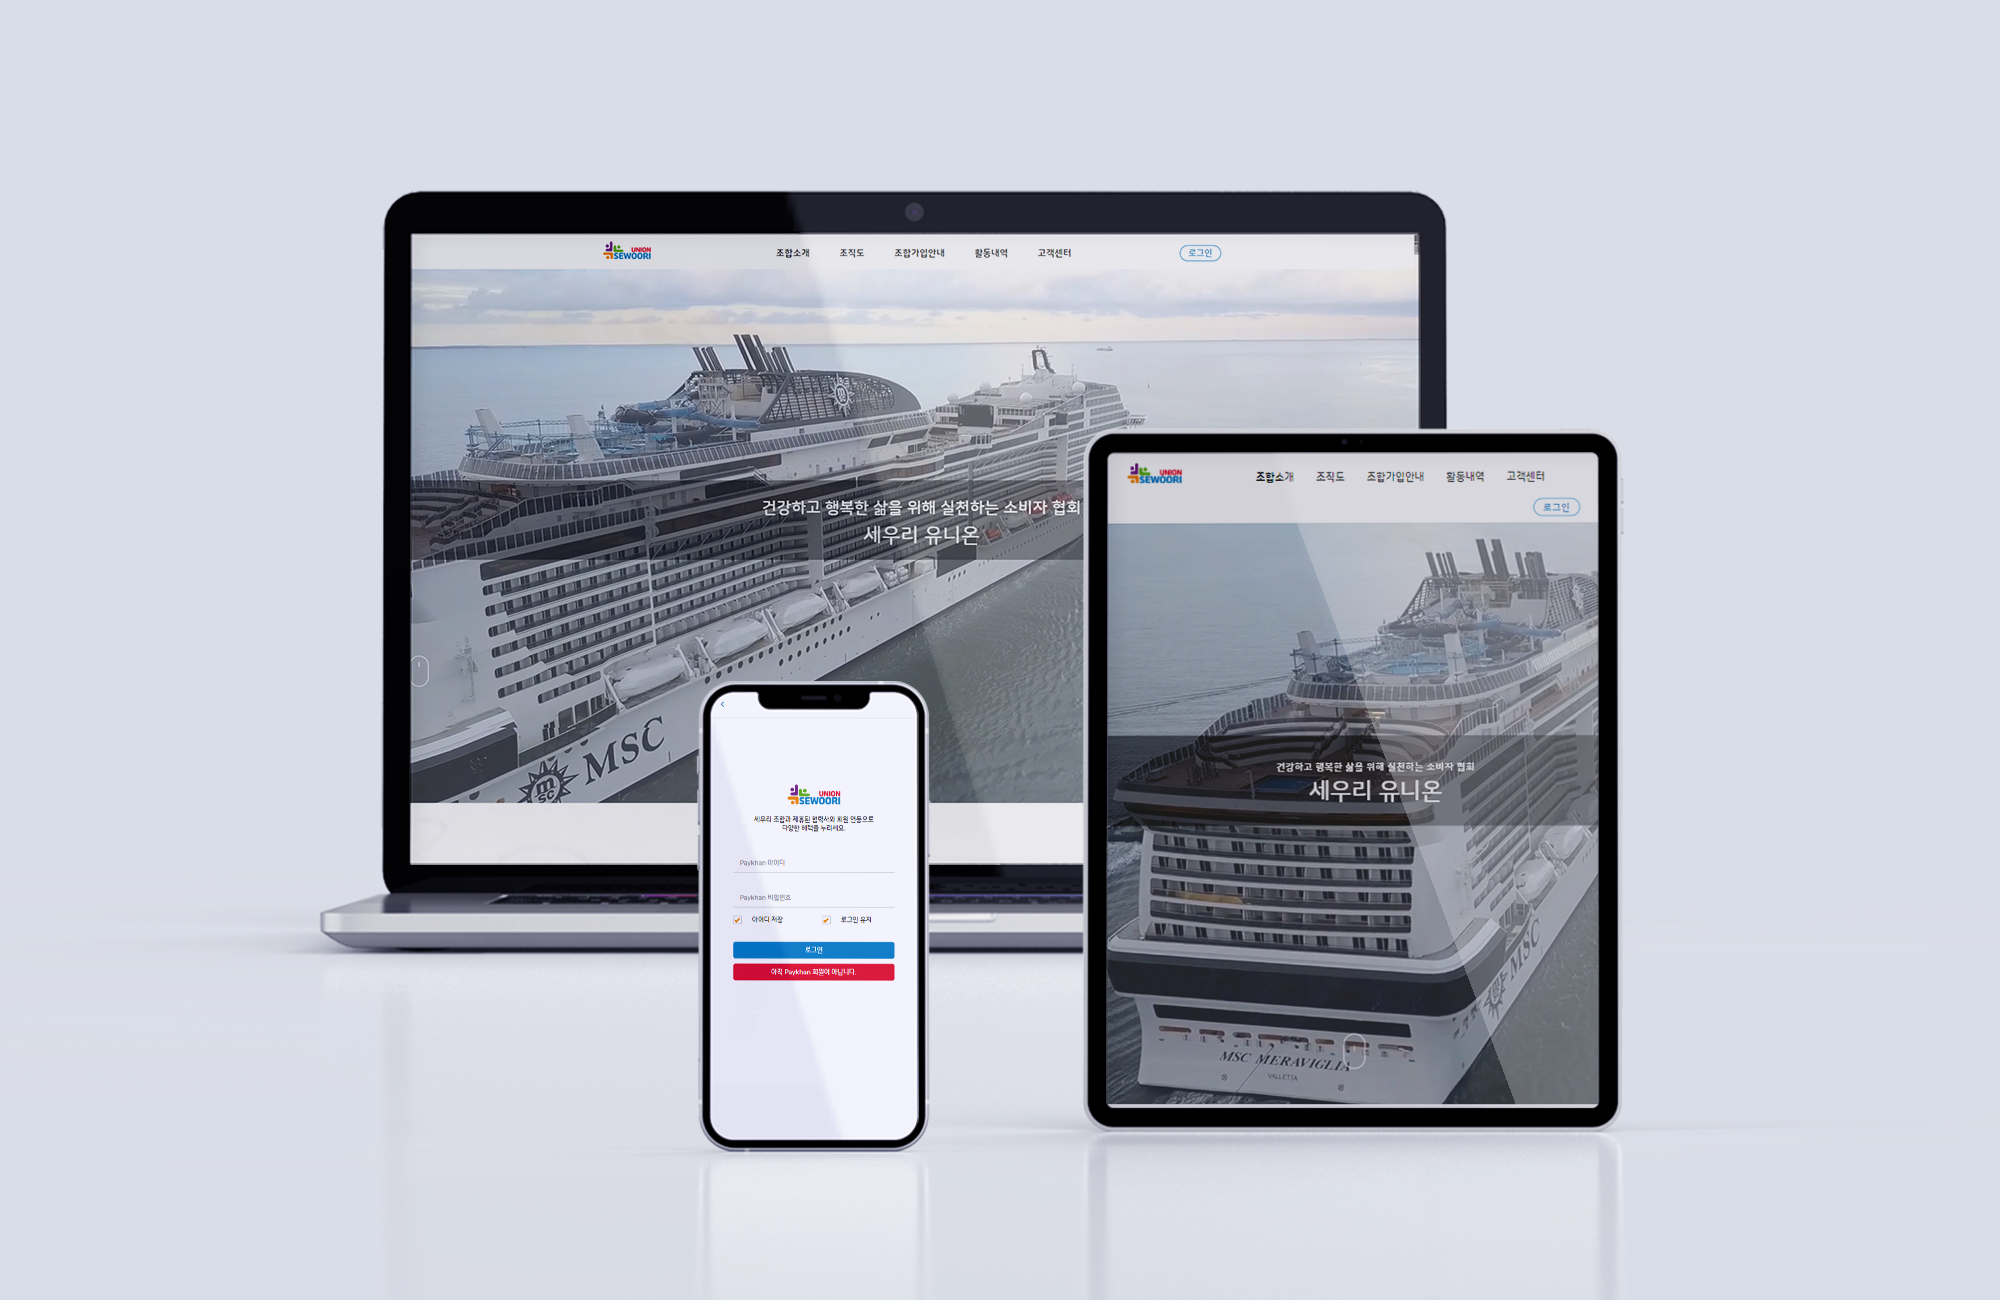 UNION
SEWOORI
조합소개 조직도 조합가입안내 활동내역 고객센터 로그인
건강하고 행복한 삶을 위해 실천하는 소비자 협회
세우리 유니온
MSC
msc
UNION
SEWOORI
조합소개 조직도 조합가입안내 활동내역 고객센터
로그인
건강하고 행복한 삶을 위해 실천하는 소비자 협회
세우리 유니온
MSC
MSC MERAVIGLIA
VALLETTA
UNION
SEWOORI
세우리 조합과 제휴된 협력사와 회원 연동으로
다양한 혜택을 누리세요.
Paykhan 아이디
Paykhan 비밀번호
아이디 저장 로그인 유지
로그인
아직 Paykhan 회원이 아닙니다.